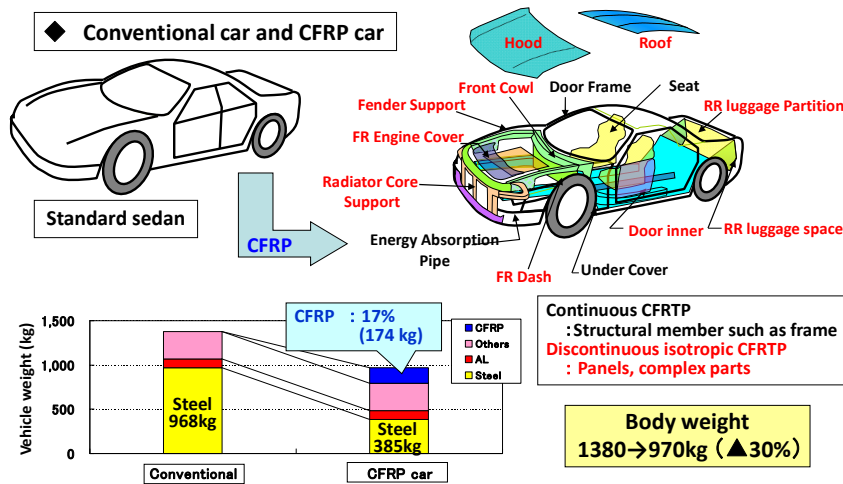 ◆ Conventional car and CFRP car
Hood
Roof
Front Cowl
Door Frame
Seat
Fender Support
RR luggage Partition
FR Engine Cover
Radiator Core
Support
Standard sedan
CFRP
Energy Absorption
Pipe
FR Dash
Under Cover
Door inner
RR luggage space
Vehicle weight (kg)
1,500
1,000
500
0
CFRP : 17%
(174 kg)
CFRP
Others
AL
Steel
Steel
968kg
Steel
385kg
Conventional
CFRP car
Continuous CFRTP
:Structural member such as frame
Discontinuous isotropic CFRTP
: Panels, complex parts
Body weight
1380→970kg (▲30%)